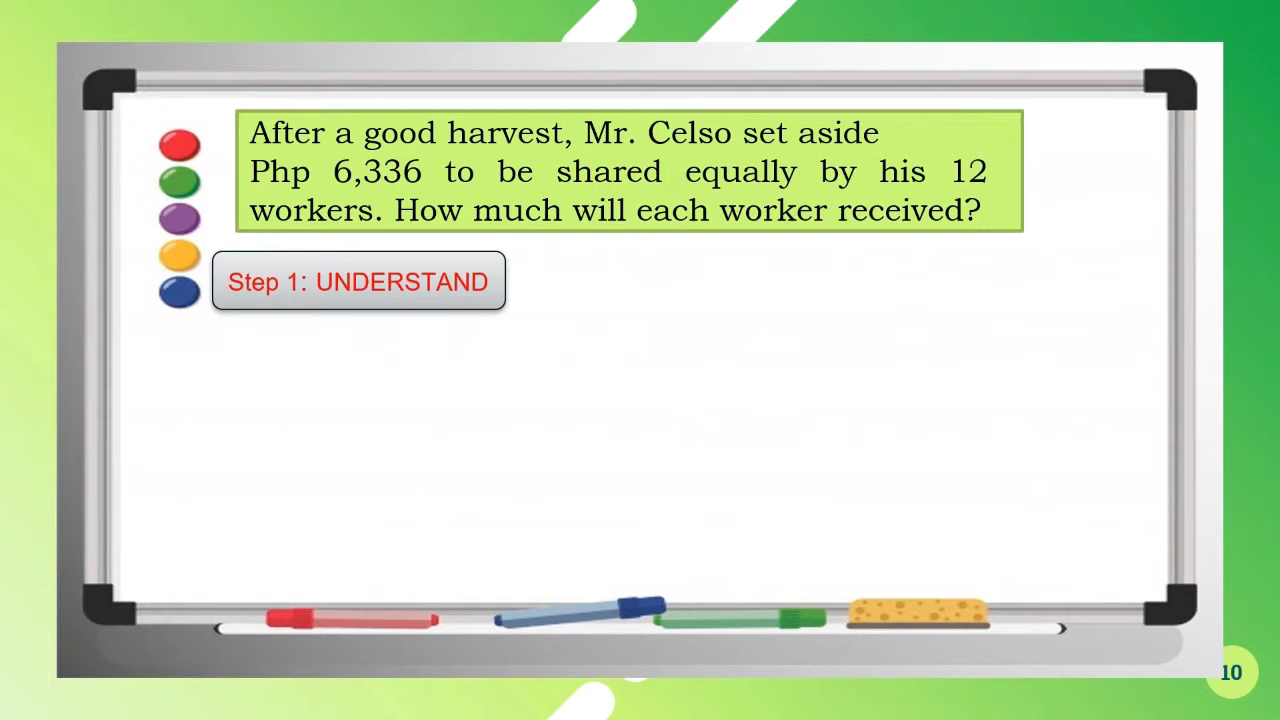 After a good harvest, Mr. Celso set aside
Php 6,336 to be shared equally by his 12
workers. How much will each worker received?
Step 1: UNDERSTAND
10